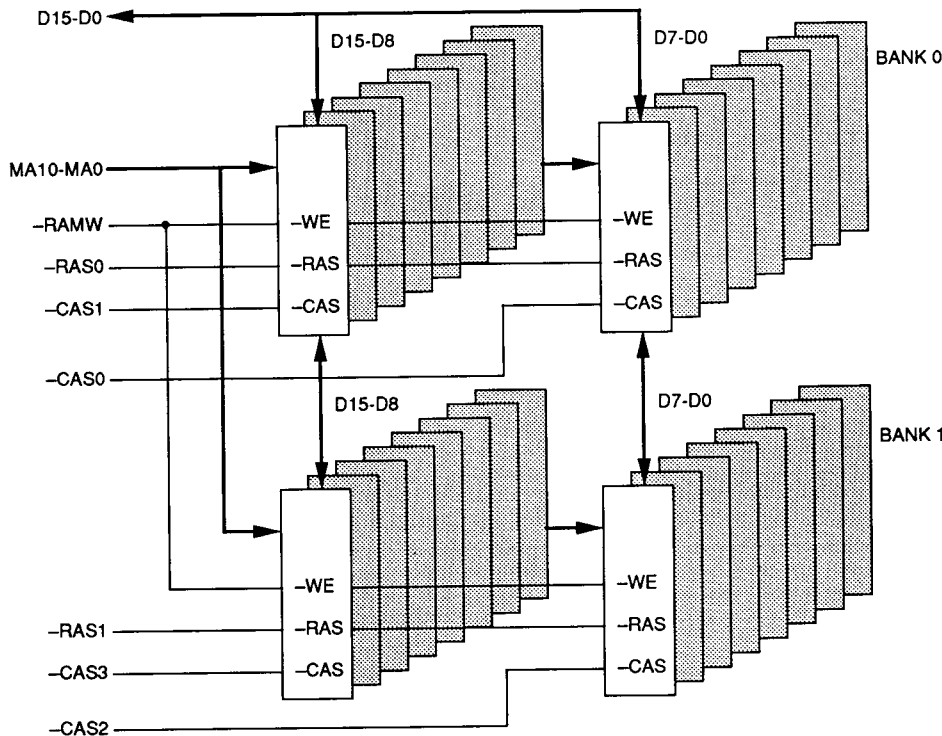 D15-D0
D15-D8
D7-D0
BANK 0
MA10-MA0
–RAMW
–WE
–WE
–RAS0
–RAS
–RAS
–CAS1
–CAS
–CAS
–CAS0
D15-D8
D7-D0
BANK 1
–WE
–WE
–RAS1
–RAS
–RAS
–CAS3
–CAS
–CAS
–CAS2